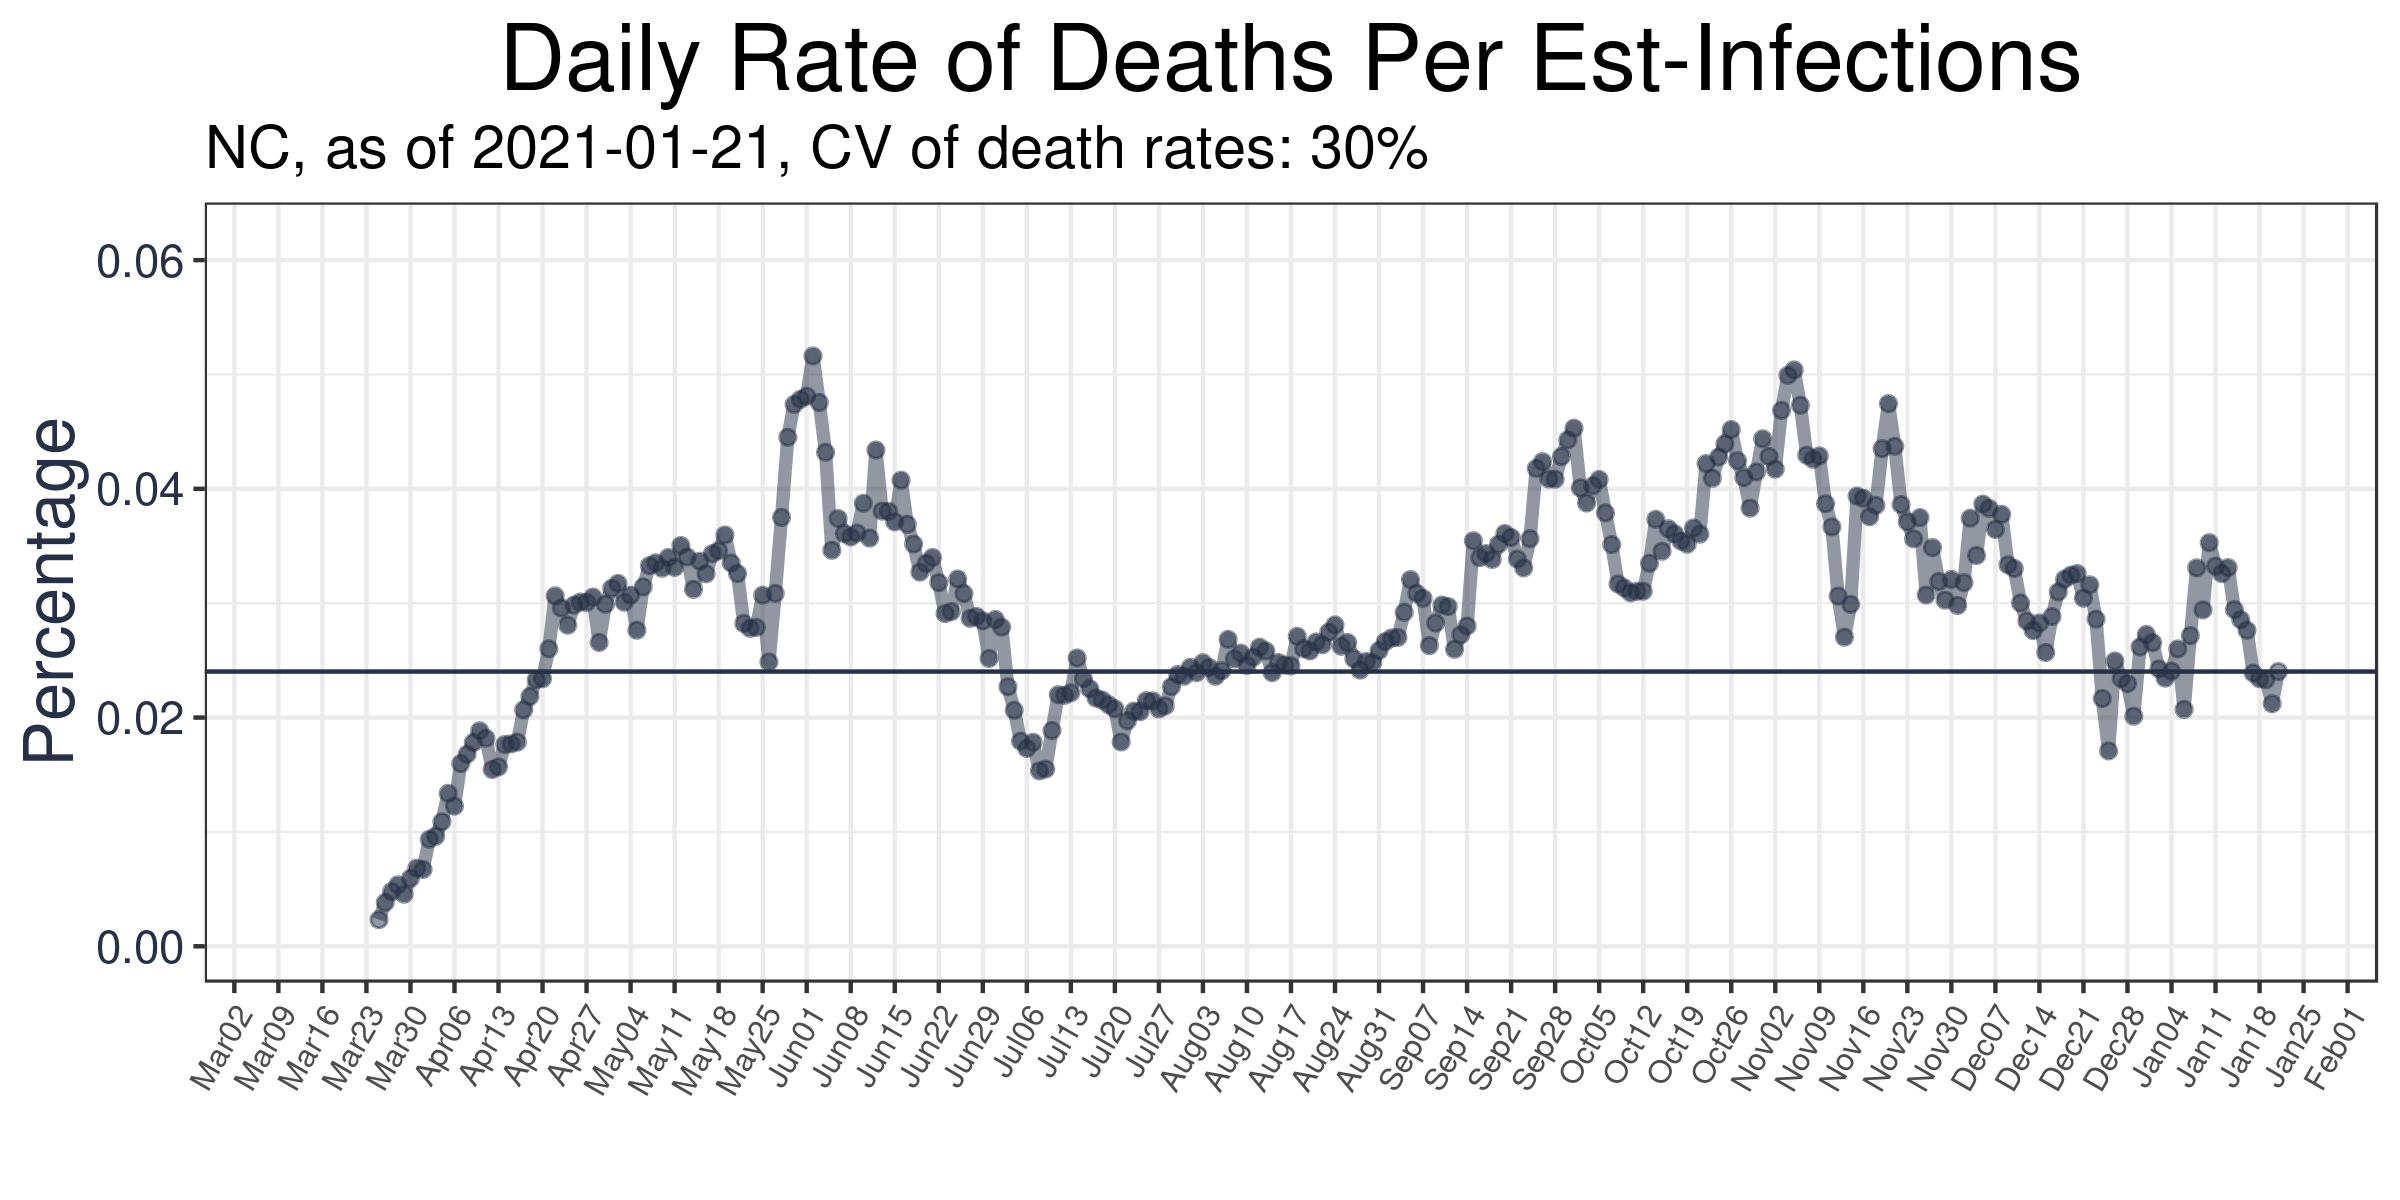 Daily Rate of Deaths Per Est-Infections
NC, as of 2021-01-21, CV of death rates: 30%
Percentage
0.06
0.04
0.02
0.00
Mar02
Mar09
Mar16
Mar23
Mar30
Apr06
Apr13
Apr20
Apr27
May04
May11
May18
May25
Jun01
Jun08
Jun15
Jun22
Jun29
Jul06
Jul13
Jul20
Jul27
Aug03
Aug10
Aug17
Aug24
Aug31
Sep07
Sep14
Sep21
Sep28
Oct05
Oct12
Oct19
Oct26
Nov02
Nov09
Nov16
Nov23
Nov30
Dec07
Dec14
Dec21
Dec28
Jan04
Jan11
Jan18
Jan25
Feb01